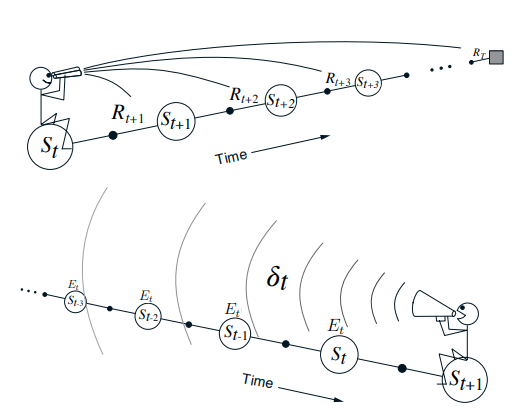 R_T
R_{t+1} R_{t+2} R_{t+3}
S_t S_{t+1} S_{t+2} S_{t+3}
Time
δt
E_t E_t E_t E_t
S_{t-3} S_{t-2} S_{t-1} S_t S_{t+1}
Time